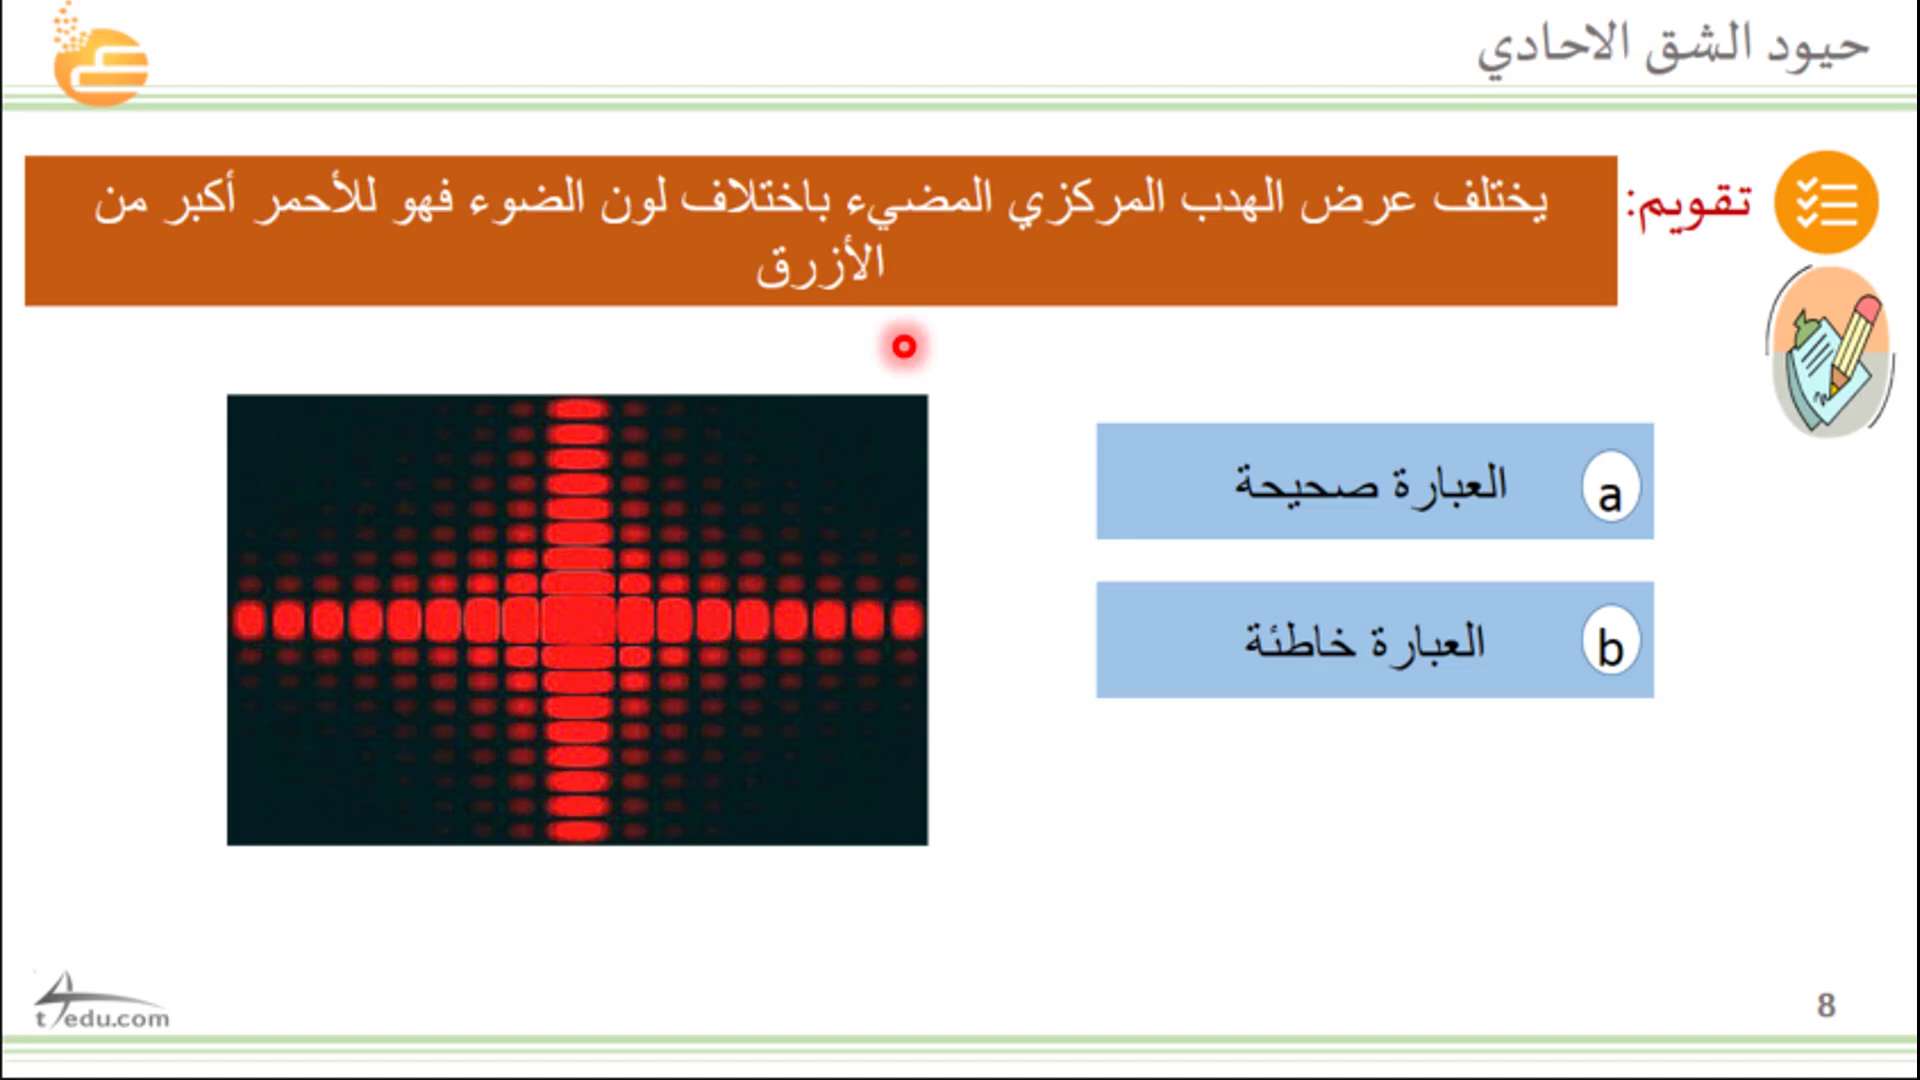 حيود الشق الاحادي
تقويم:
يختلف عرض الهدب المركزي المضيء باختلاف لون الضوء فهو للأحمر أكبر من
الأزرق
a العبارة صحيحة
b العبارة خاطئة
t4edu.com
8